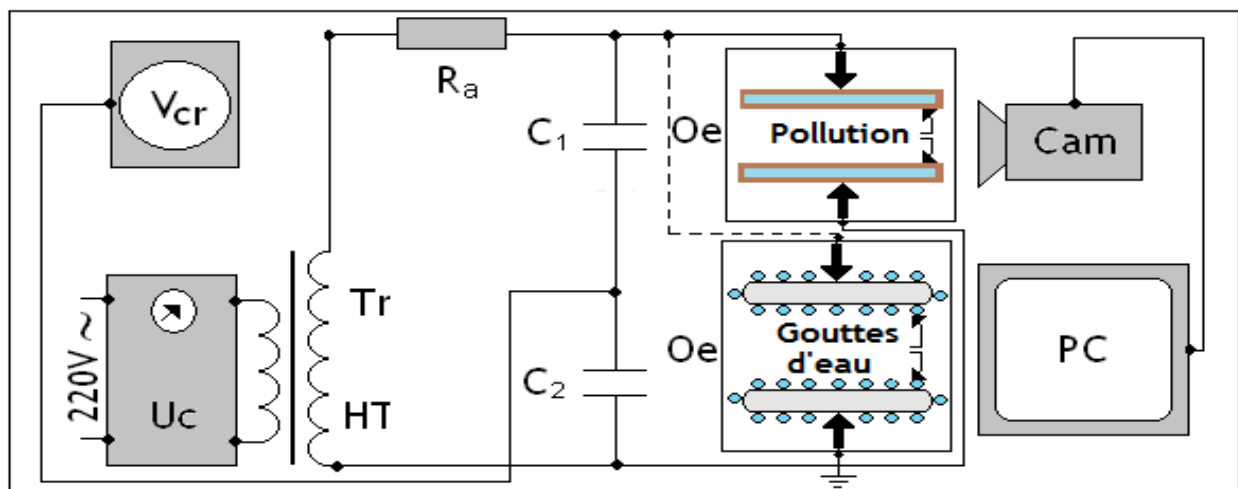 Vcr
Ra
C1
Oe
Pollution
Cam
220V ~
Uc
Tr
HT
C2
Oe
Gouttes
d'eau
PC